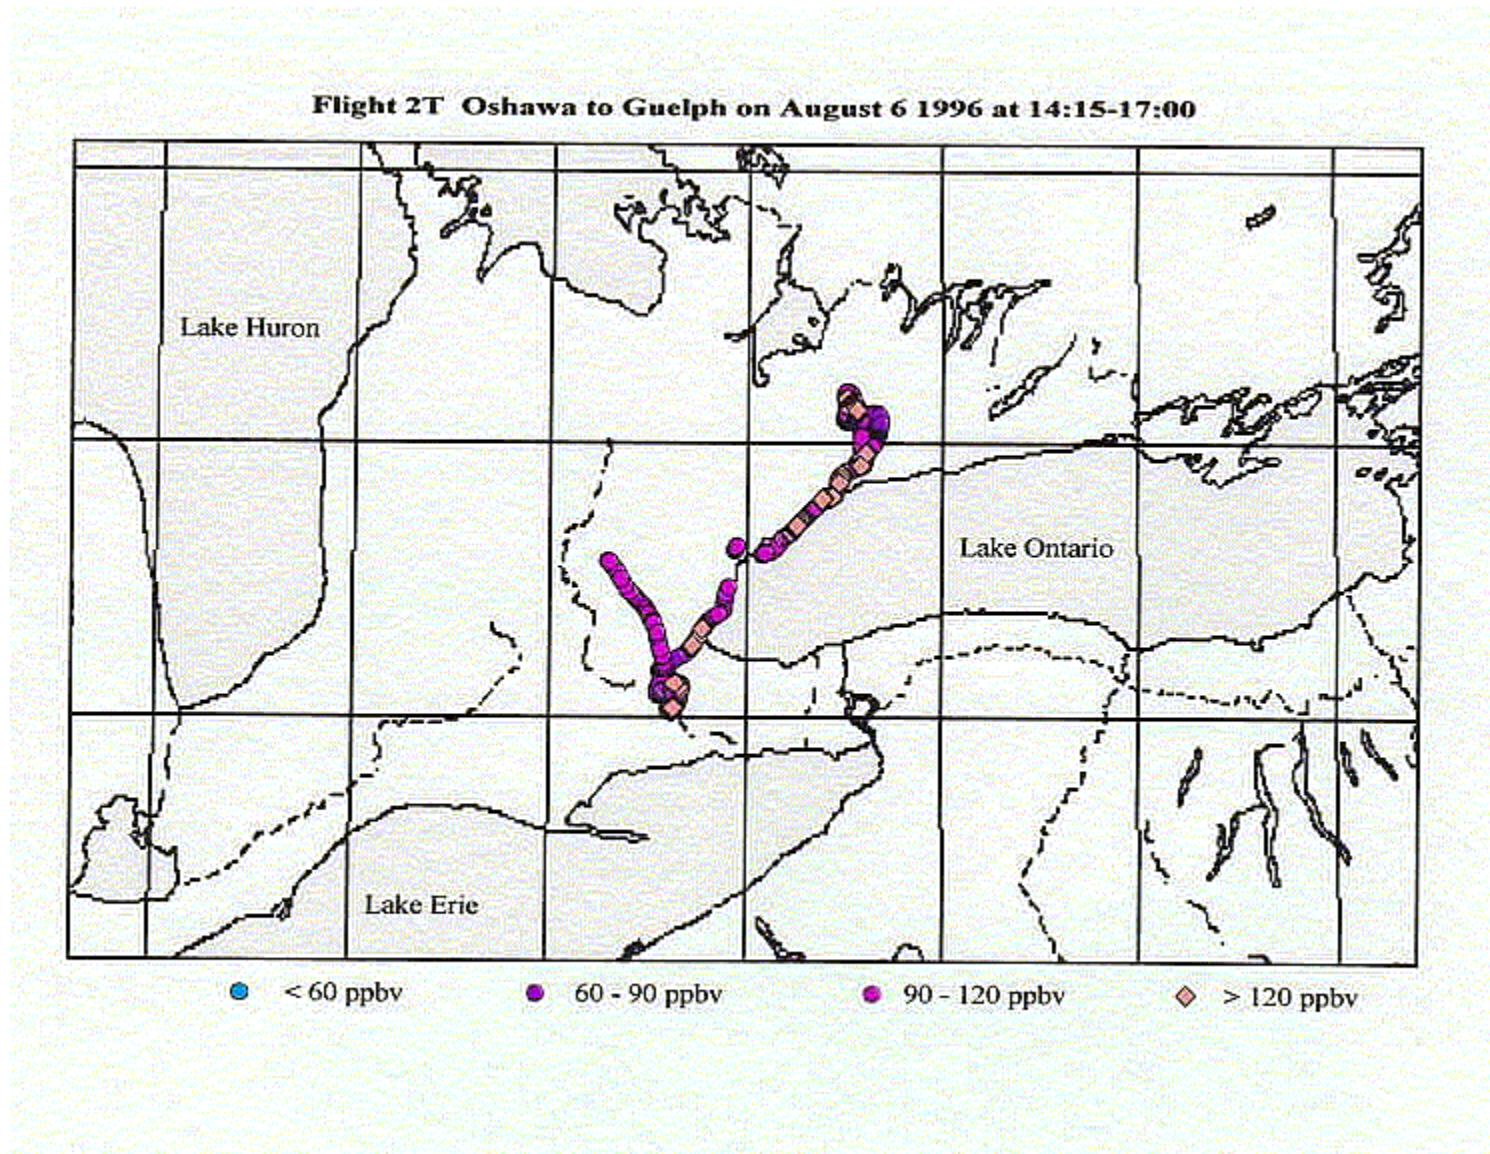 Flight 2T Oshawa to Guelph on August 6 1996 at 14:15-17:00
Lake Huron
Lake Ontario
Lake Erie
< 60 ppbv 60 - 90 ppbv 90 - 120 ppbv > 120 ppbv